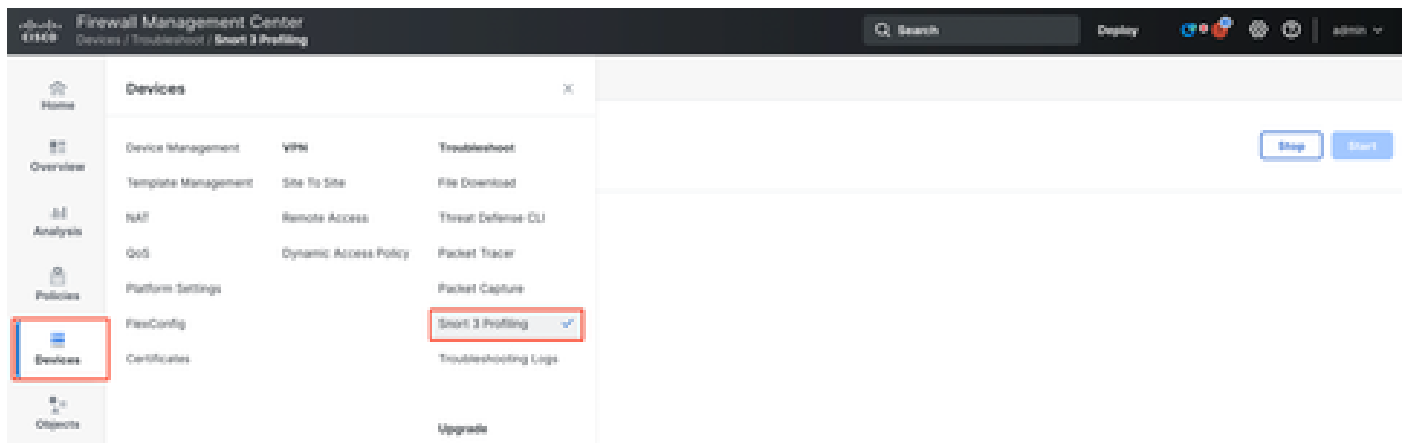 CISCO
Firewall Management Center
Devices / Troubleshoot / Snort 3 Profiling
Search
Deploy
admin
Home
Overview
Analysis
Policies
Devices
Objects
Devices
Device Management
Template Management
NAT
QoS
Platform Settings
FlexConfig
Certificates
VPN
Site To Site
Remote Access
Dynamic Access Policy
Troubleshoot
File Download
Threat Defense CLI
Packet Tracer
Packet Capture
Snort 3 Profiling
Troubleshooting Logs
Upgrade
Stop
Start